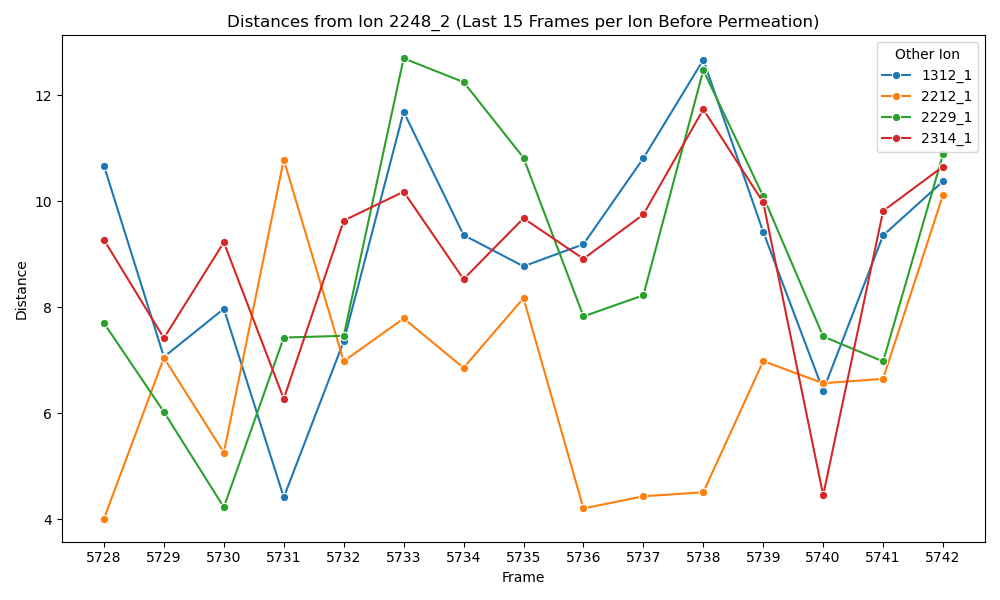 Distances from Ion 2248_2 (Last 15 Frames per Ion Before Permeation)
Other Ion
1312_1
2212_1
2229_1
2314_1
Distance
12
10
8
6
4
5728 5729 5730 5731 5732 5733 5734 5735 5736 5737 5738 5739 5740 5741 5742
Frame